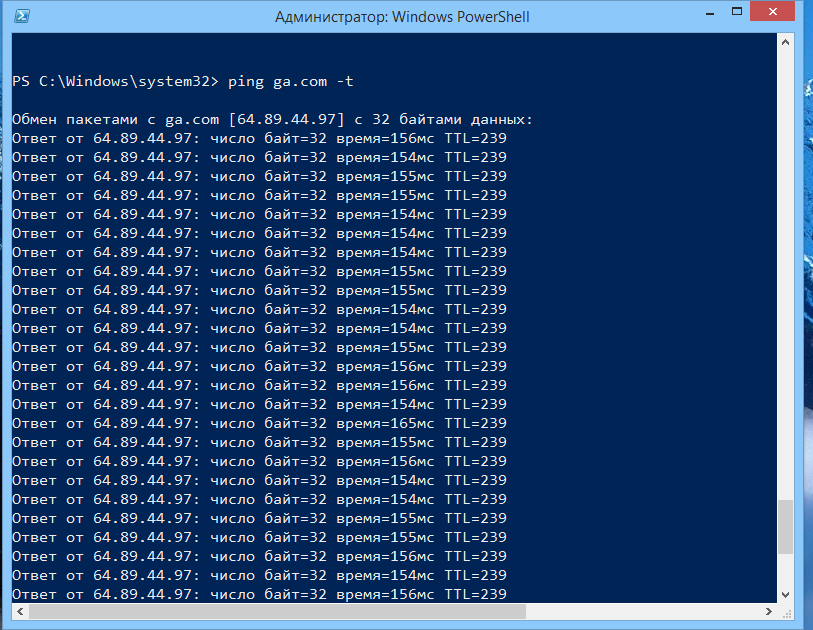 Администратор: Windows PowerShell
PS C:\Windows\system32> ping ga.com -t
Обмен пакетами с ga.com [64.89.44.97] с 32 байтами данных:
Ответ от 64.89.44.97: число байт=32 время=156мс TTL=239
Ответ от 64.89.44.97: число байт=32 время=154мс TTL=239
Ответ от 64.89.44.97: число байт=32 время=155мс TTL=239
Ответ от 64.89.44.97: число байт=32 время=155мс TTL=239
Ответ от 64.89.44.97: число байт=32 время=154мс TTL=239
Ответ от 64.89.44.97: число байт=32 время=154мс TTL=239
Ответ от 64.89.44.97: число байт=32 время=154мс TTL=239
Ответ от 64.89.44.97: число байт=32 время=155мс TTL=239
Ответ от 64.89.44.97: число байт=32 время=155мс TTL=239
Ответ от 64.89.44.97: число байт=32 время=154мс TTL=239
Ответ от 64.89.44.97: число байт=32 время=154мс TTL=239
Ответ от 64.89.44.97: число байт=32 время=155мс TTL=239
Ответ от 64.89.44.97: число байт=32 время=156мс TTL=239
Ответ от 64.89.44.97: число байт=32 время=156мс TTL=239
Ответ от 64.89.44.97: число байт=32 время=154мс TTL=239
Ответ от 64.89.44.97: число байт=32 время=165мс TTL=239
Ответ от 64.89.44.97: число байт=32 время=155мс TTL=239
Ответ от 64.89.44.97: число байт=32 время=156мс TTL=239
Ответ от 64.89.44.97: число байт=32 время=154мс TTL=239
Ответ от 64.89.44.97: число байт=32 время=154мс TTL=239
Ответ от 64.89.44.97: число байт=32 время=155мс TTL=239
Ответ от 64.89.44.97: число байт=32 время=155мс TTL=239
Ответ от 64.89.44.97: число байт=32 время=156мс TTL=239
Ответ от 64.89.44.97: число байт=32 время=154мс TTL=239
Ответ от 64.89.44.97: число байт=32 время=156мс TTL=239